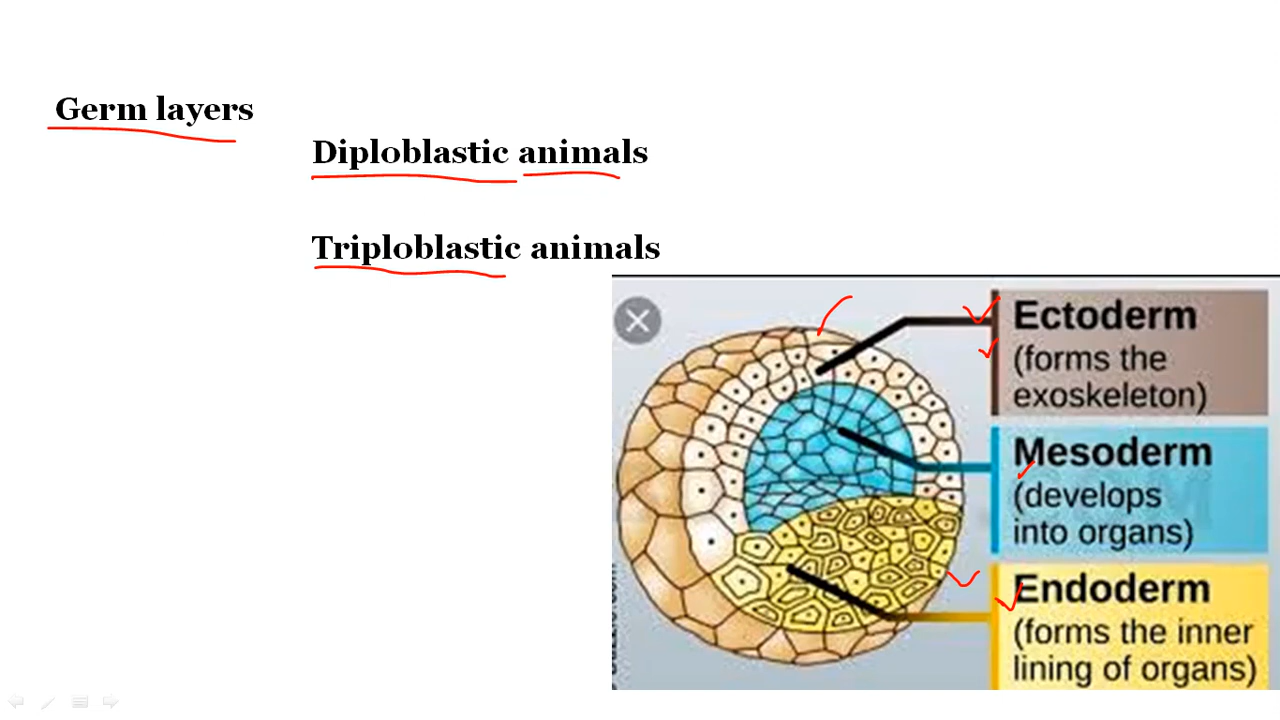 Germ layers
Diploblastic animals
Triploblastic animals
Ectoderm
(forms the
exoskeleton)
Mesoderm
(develops
into organs)
Endoderm
(forms the inner
lining of organs)